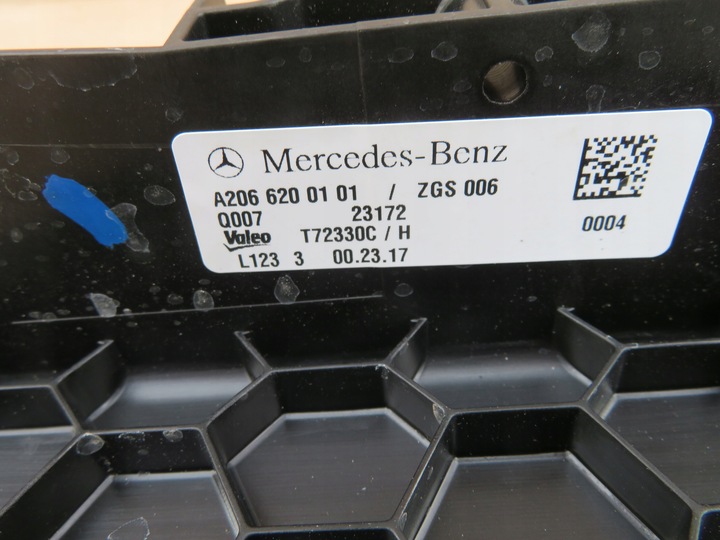 Mercedes-Benz
A206 620 01 01 / ZGS 006
Q007 23172
Valeo T72330C / H
L123 3 00.23.17
0004